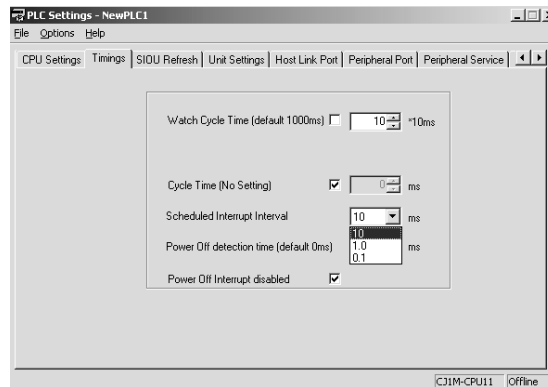 PLC Settings - NewPLC1
File Options Help
CPU Settings Timings SIOU Refresh Unit Settings Host Link Port Peripheral Port Peripheral Service
Watch Cycle Time (default 1000ms) 10 *10ms
Cycle Time (No Setting) 0 ms
Scheduled Interrupt Interval 10 ms
10
Power Off detection time (default 0ms) 1.0 ms
0.1
Power Off Interrupt disabled
CJ1M-CPU11 Offline